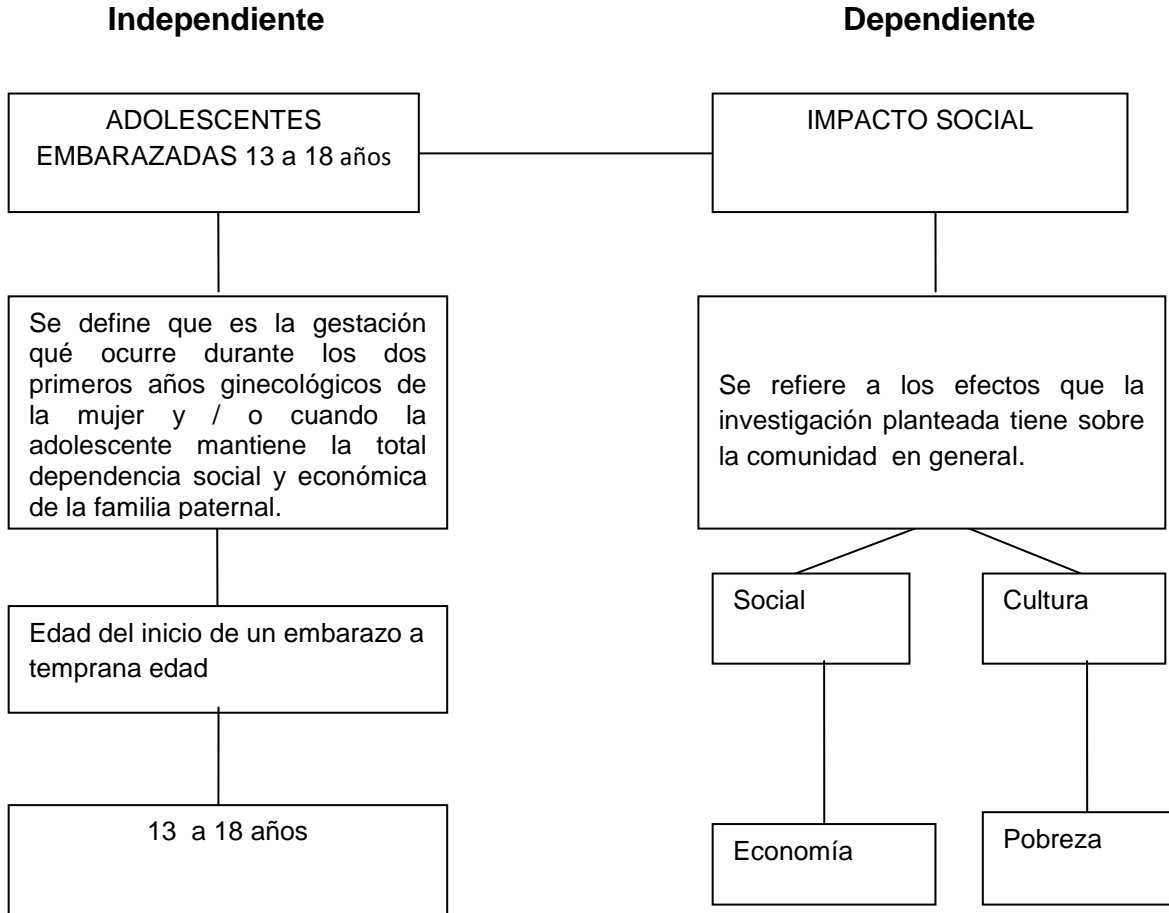 Independiente
Dependiente
ADOLESCENTES
EMBARAZADAS 13 a 18 años
IMPACTO SOCIAL
Se define que es la gestación
qué ocurre durante los dos
primeros años ginecológicos de
la mujer y / o cuando la
adolescente mantiene la total
dependencia social y económica
de la familia paternal.
Se refiere a los efectos que la
investigación planteada tiene sobre
la comunidad en general.
Edad del inicio de un embarazo a
temprana edad
Social
Cultura
13 a 18 años
Economía
Pobreza